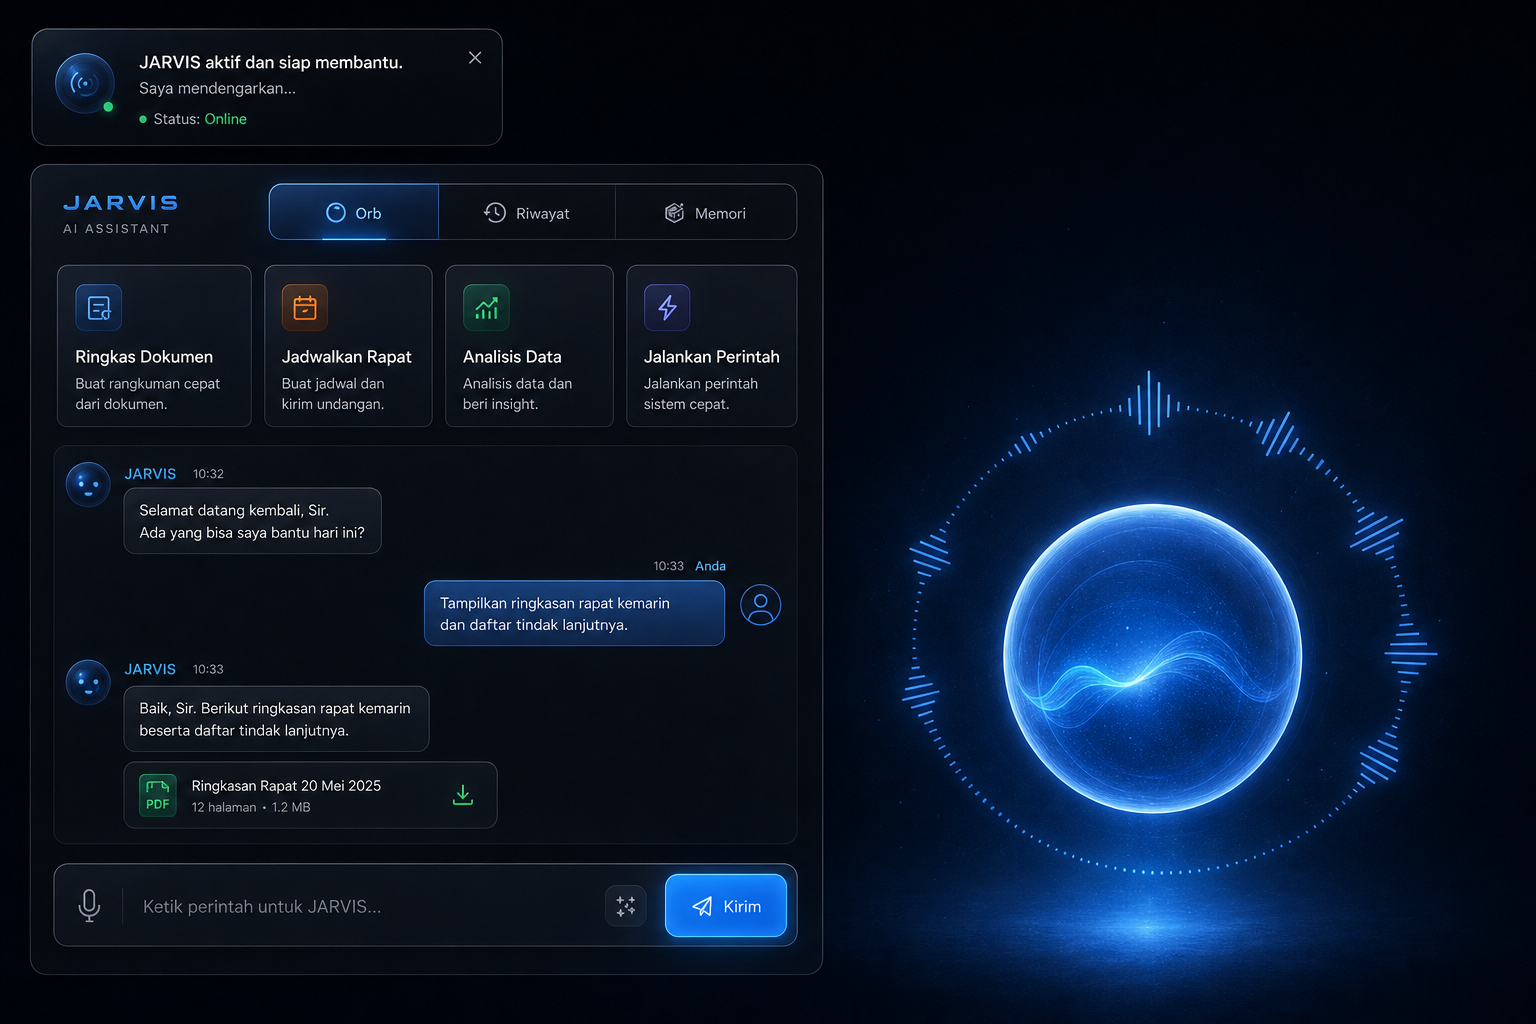 JARVIS aktif dan siap membantu.
Saya mendengarkan...
Status: Online
JARVIS
AI ASSISTANT
Orb
Riwayat
Memori
Ringkas Dokumen
Buat rangkuman cepat
dari dokumen.
Jadwalkan Rapat
Buat jadwal dan
kirim undangan.
Analisis Data
Analisis data dan
beri insight.
Jalankan Perintah
Jalankan perintah
sistem cepat.
JARVIS 10:32
Selamat datang kembali, Sir.
Ada yang bisa saya bantu hari ini?
10:33 Anda
Tampilkan ringkasan rapat kemarin
dan daftar tindak lanjutnya.
JARVIS 10:33
Baik, Sir. Berikut ringkasan rapat kemarin
beserta daftar tindak lanjutnya.
PDF
Ringkasan Rapat 20 Mei 2025
12 halaman • 1.2 MB
Ketik perintah untuk JARVIS...
Kirim